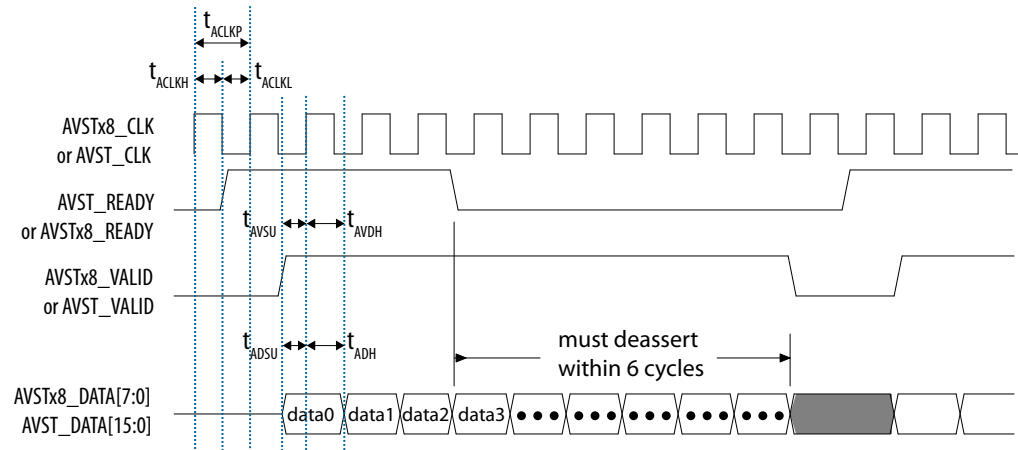 tACLKP
tACLKH
tACLKL
AVSTx8_CLK
or AVST_CLK
AVST_READY
or AVSTx8_READY
tAVSU
tAVDH
AVSTx8_VALID
or AVST_VALID
tADSU
tADH
must deassert
within 6 cycles
AVSTx8_DATA[7:0]
AVST_DATA[15:0]
data0 data1 data2 data3